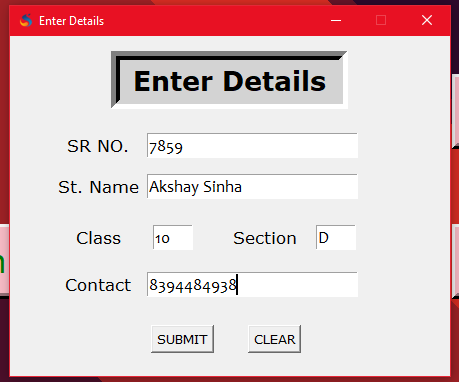 Enter Details
Enter Details
SR NO. 7859
St. Name Akshay Sinha
Class 10 Section D
Contact 8394484938
SUBMIT CLEAR